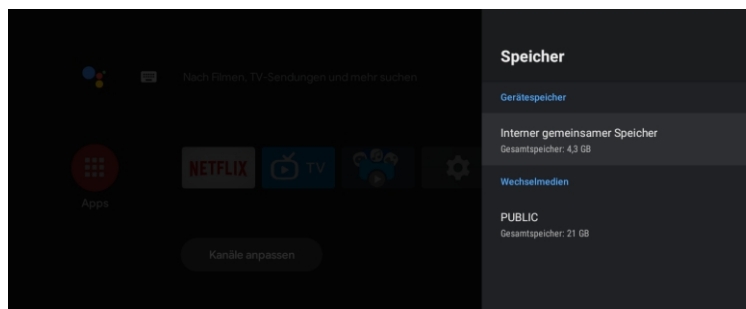 Nach Filmen, TV-Sendungen und mehr suchen
NETFLIX
TV
Apps
Kanäle anpassen
Speicher
Gerätespeicher
Interner gemeinsamer Speicher
Gesamtspeicher: 4,3 GB
Wechselmedien
PUBLIC
Gesamtspeicher: 21 GB